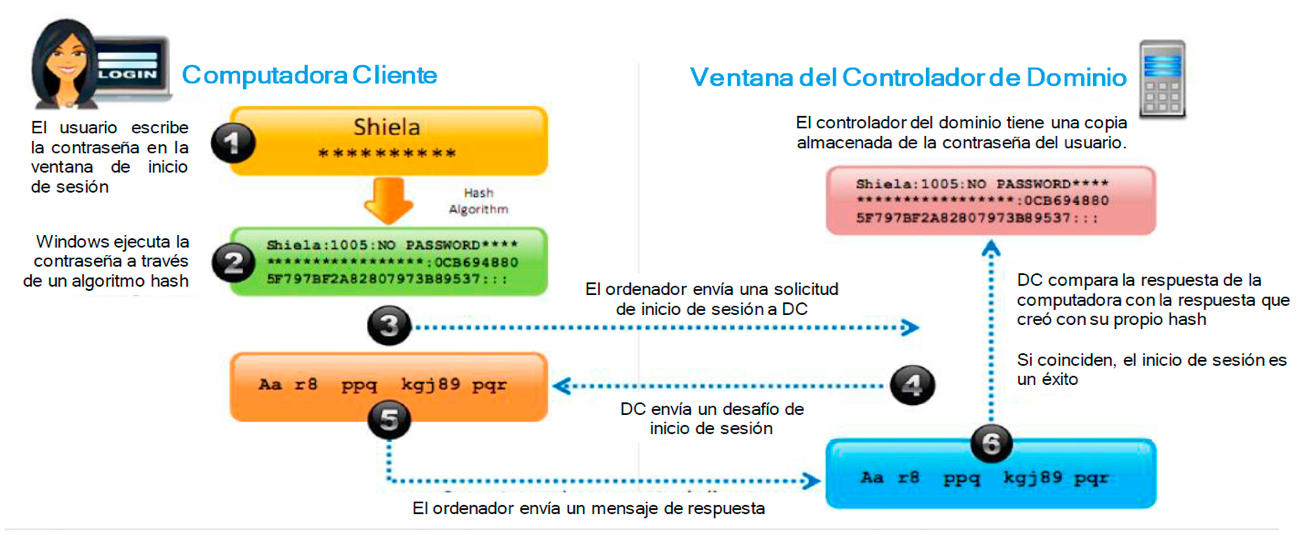 LOGIN
Computadora Cliente
Ventana del Controlador de Dominio
El usuario escribe
la contraseña en la
ventana de inicio
de sesión
1
Shiela
**********
Hash
Algorithm
El controlador del dominio tiene una copia
almacenada de la contraseña del usuario.
Shiela:1005:NO PASSWORD****
*****************:0CB694880
5F797BF2A82807973B89537:::
Windows ejecuta la
contraseña a través
de un algoritmo hash
2
Shiela:1005:NO PASSWORD****
*****************:0CB694880
5F797BF2A82807973B89537:::
3
El ordenador envía una solicitud
de inicio de sesión a DC
DC compara la respuesta de la
computadora con la respuesta que
creó con su propio hash
Si coinciden, el inicio de sesión es
un éxito
Aa r8 ppq kgj89 pqr
4
DC envía un desafío de
inicio de sesión
5
6
Aa r8 ppq kgj89 pqr
El ordenador envía un mensaje de respuesta